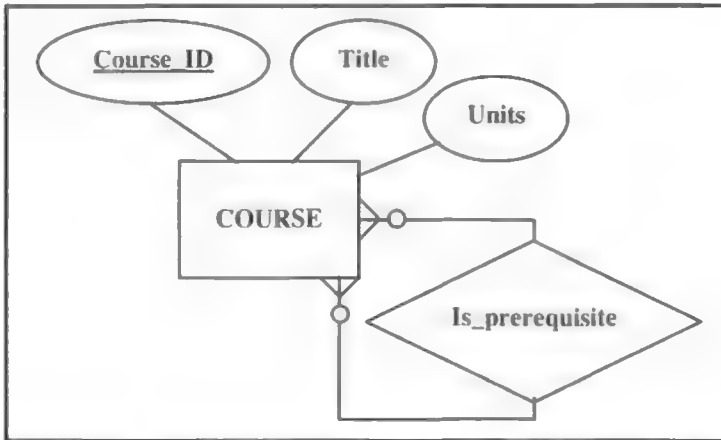 Course_ID
Title
Units
COURSE
Is_prerequisite